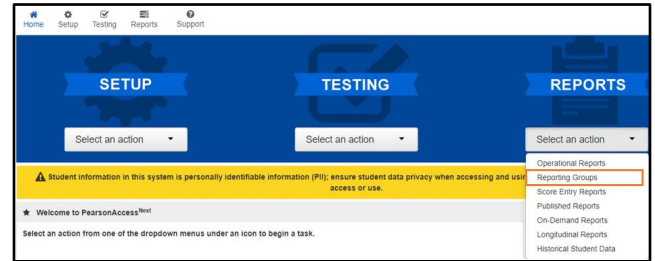 Home Setup Testing Reports Support
SETUP TESTING REPORTS
Select an action Select an action Select an action
Operational Reports
Reporting Groups
Score Entry Reports
Published Reports
On-Demand Reports
Longitudinal Reports
Historical Student Data
Student information in this system is personally identifiable information (PII); ensure student data privacy when accessing and
access or use.
Welcome to PearsonAccessNext
Select an action from one of the dropdown menus under an icon to begin a task.